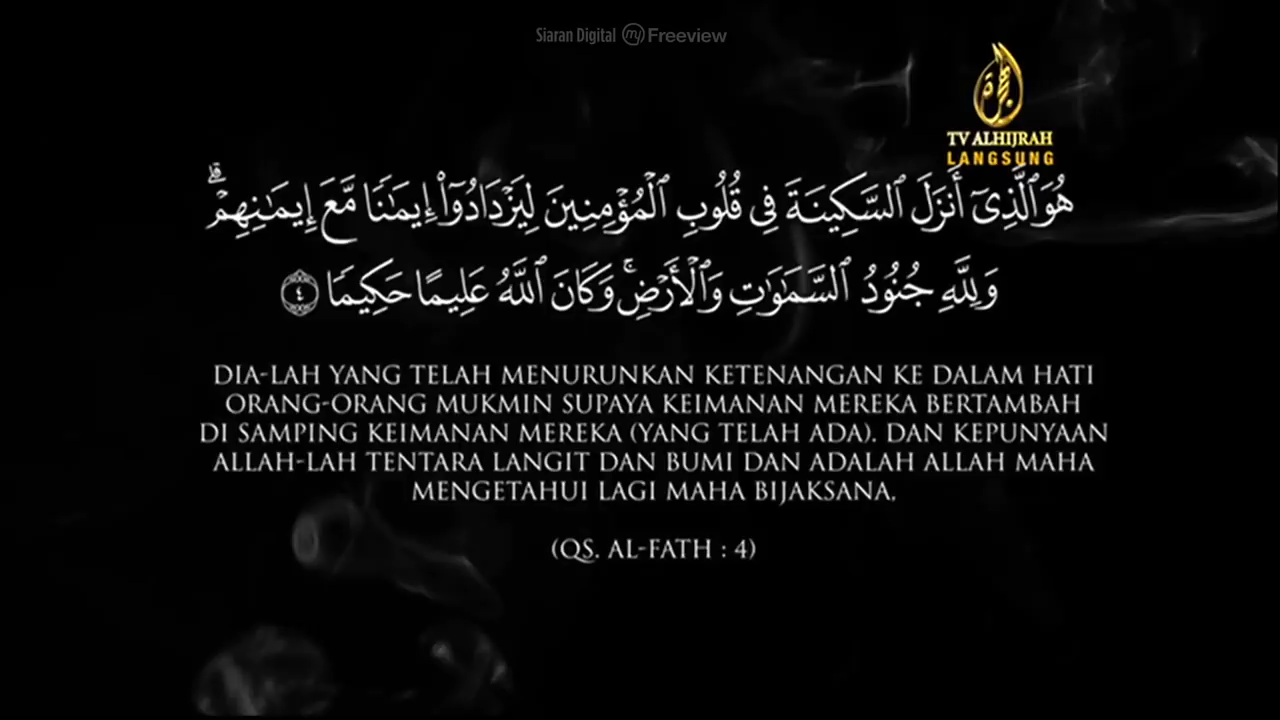 Siaran Digital my Freeview
هجرة
TV ALHIJRAH
LANGSUNG
هُوَ ٱلَّذِىٓ أَنزَلَ ٱلسَّكِينَةَ فِى قُلُوبِ ٱلْمُؤْمِنِينَ لِيَزْدَادُوٓا۟ إِيمَـٰنًا مَّعَ إِيمَـٰنِهِمْ ۗ
وَلِلَّهِ جُنُودُ ٱلسَّمَـٰوَٰتِ وَٱلْأَرْضِ ۚ وَكَانَ ٱللَّهُ عَلِيمًا حَكِيمًا ٤
DIA-LAH YANG TELAH MENURUNKAN KETENANGAN KE DALAM HATI
ORANG-ORANG MUKMIN SUPAYA KEIMANAN MEREKA BERTAMBAH
DI SAMPING KEIMANAN MEREKA (YANG TELAH ADA). DAN KEPUNYAAN
ALLAH-LAH TENTARA LANGIT DAN BUMI DAN ADALAH ALLAH MAHA
MENGETAHUI LAGI MAHA BIJAKSANA.
(QS. AL-FATH : 4)